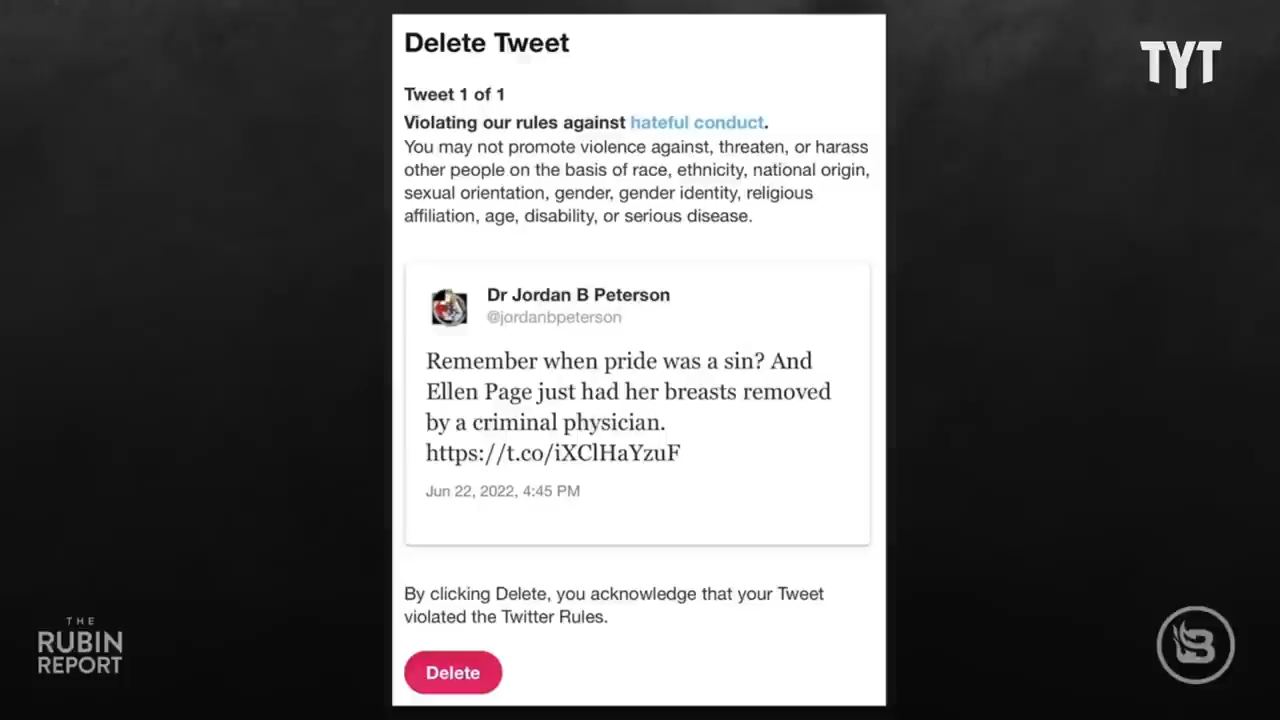 Delete Tweet
TYT
Tweet 1 of 1
Violating our rules against hateful conduct.
You may not promote violence against, threaten, or harass
other people on the basis of race, ethnicity, national origin,
sexual orientation, gender, gender identity, religious
affiliation, age, disability, or serious disease.
Dr Jordan B Peterson
@jordanbpeterson
Remember when pride was a sin? And
Ellen Page just had her breasts removed
by a criminal physician.
https://t.co/iXClHaYzuF
Jun 22, 2022, 4:45 PM
By clicking Delete, you acknowledge that your Tweet
violated the Twitter Rules.
Delete
THE
RUBIN
REPORT
B